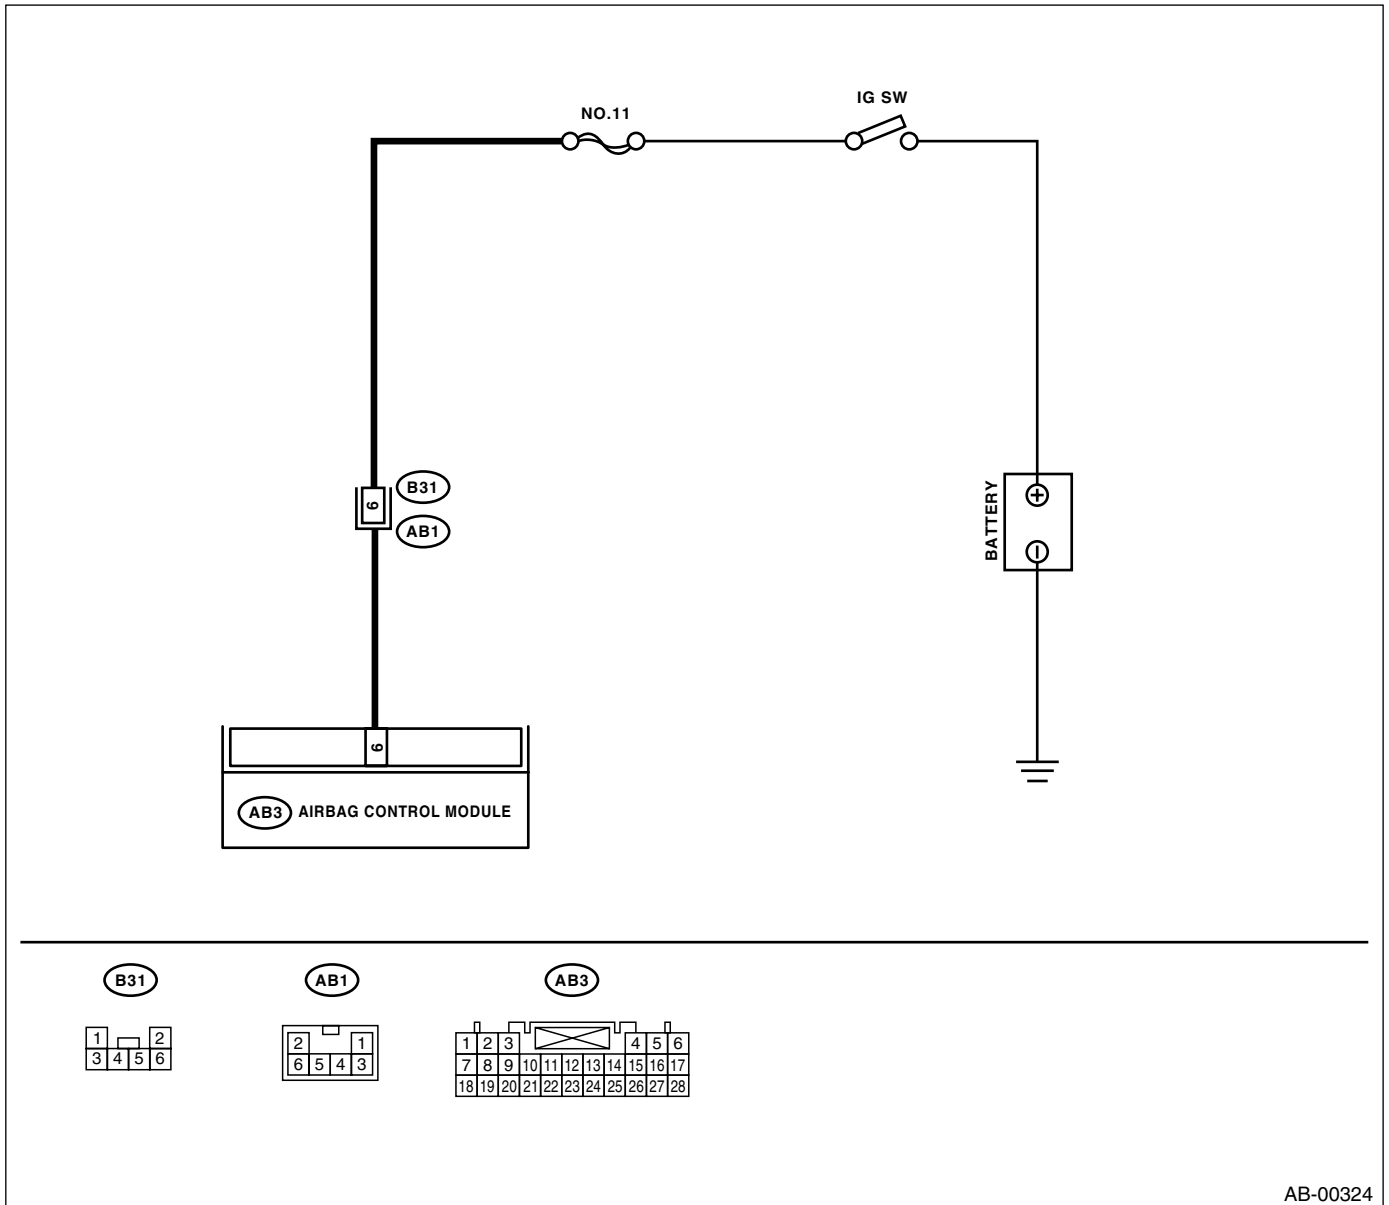 NO.11
IG SW
B31
6
AB1
BATTERY
+
−
6
AB3 AIRBAG CONTROL MODULE
B31
AB1
AB3
1 2
3 4 5 6
2 1
6 5 4 3
1 2 3 4 5 6
7 8 9 10 11 12 13 14 15 16 17
18 19 20 21 22 23 24 25 26 27 28
AB-00324